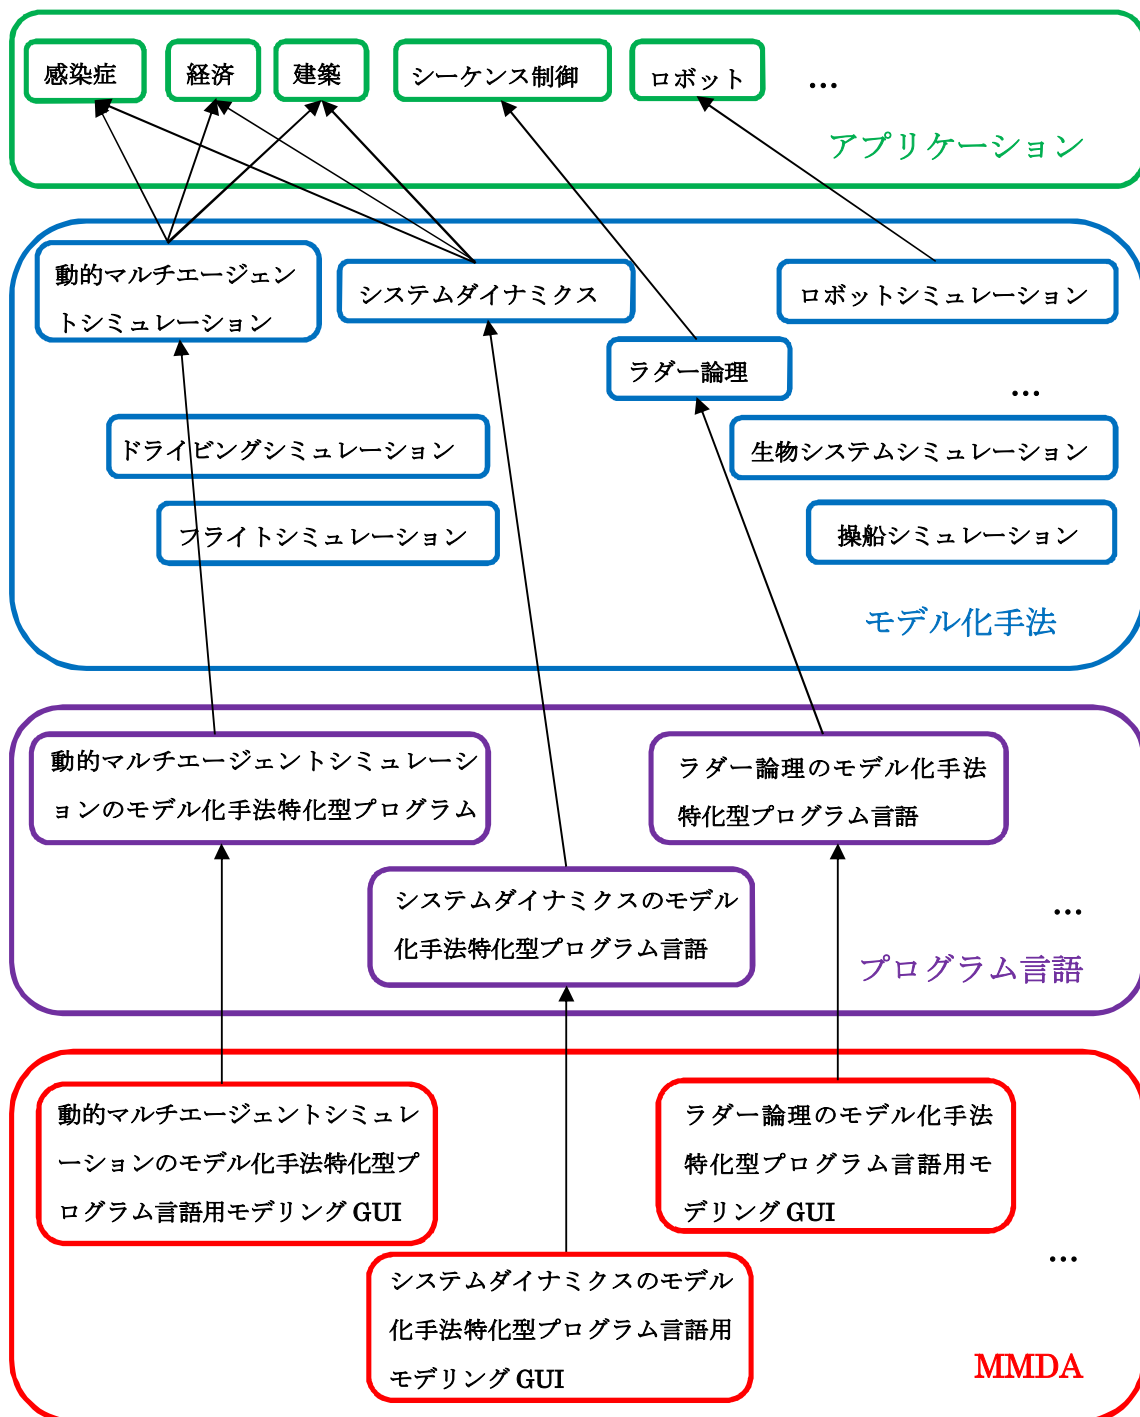 感染症
経済
建築
シーケンス制御
ロボット
…
アプリケーション
動的マルチエージェン
トシミュレーション
システムダイナミクス
ロボットシミュレーション
ラダー論理
…
ドライビングシミュレーション
生物システムシミュレーション
フライトシミュレーション
操船シミュレーション
モデル化手法
動的マルチエージェントシミュレーシ
ョンのモデル化手法特化型プログラム
ラダー論理のモデル化手法
特化型プログラム言語
システムダイナミクスのモデル
化手法特化型プログラム言語
…
プログラム言語
動的マルチエージェントシミュレ
ーションのモデル化手法特化型プ
ログラム言語用モデリング GUI
ラダー論理のモデル化手法
特化型プログラム言語用モ
デリング GUI
…
システムダイナミクスのモデル
化手法特化型プログラム言語用
モデリング GUI
MMDA